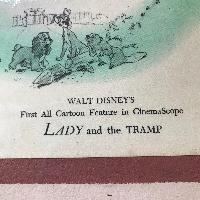 WALT DISNEY'S
First All Cartoon Feature in CinemaScope
LADY and the TRAMP